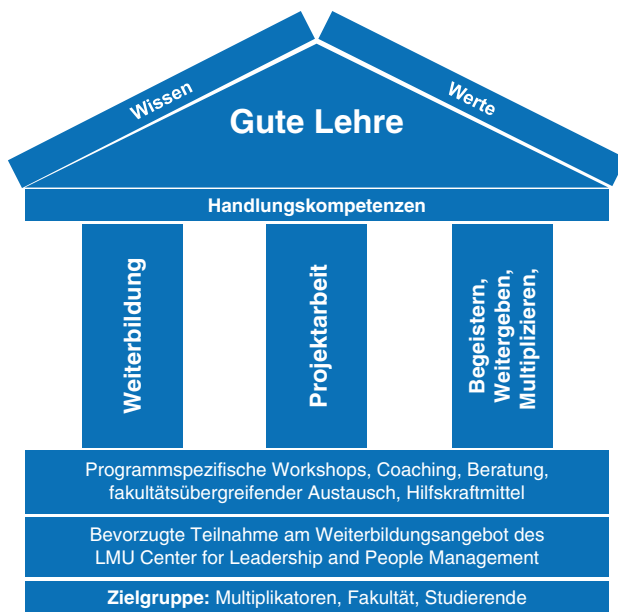 Wissen
Werte
Gute Lehre
Handlungskompetenzen
Weiterbildung
Projektarbeit
Begeistern,
Weitergeben,
Multiplizieren,
Programmspezifische Workshops, Coaching, Beratung,
fakultätsübergreifender Austausch, Hilfskraftmittel
Bevorzugte Teilnahme am Weiterbildungsangebot des
LMU Center for Leadership and People Management
Zielgruppe: Multiplikatoren, Fakultät, Studierende